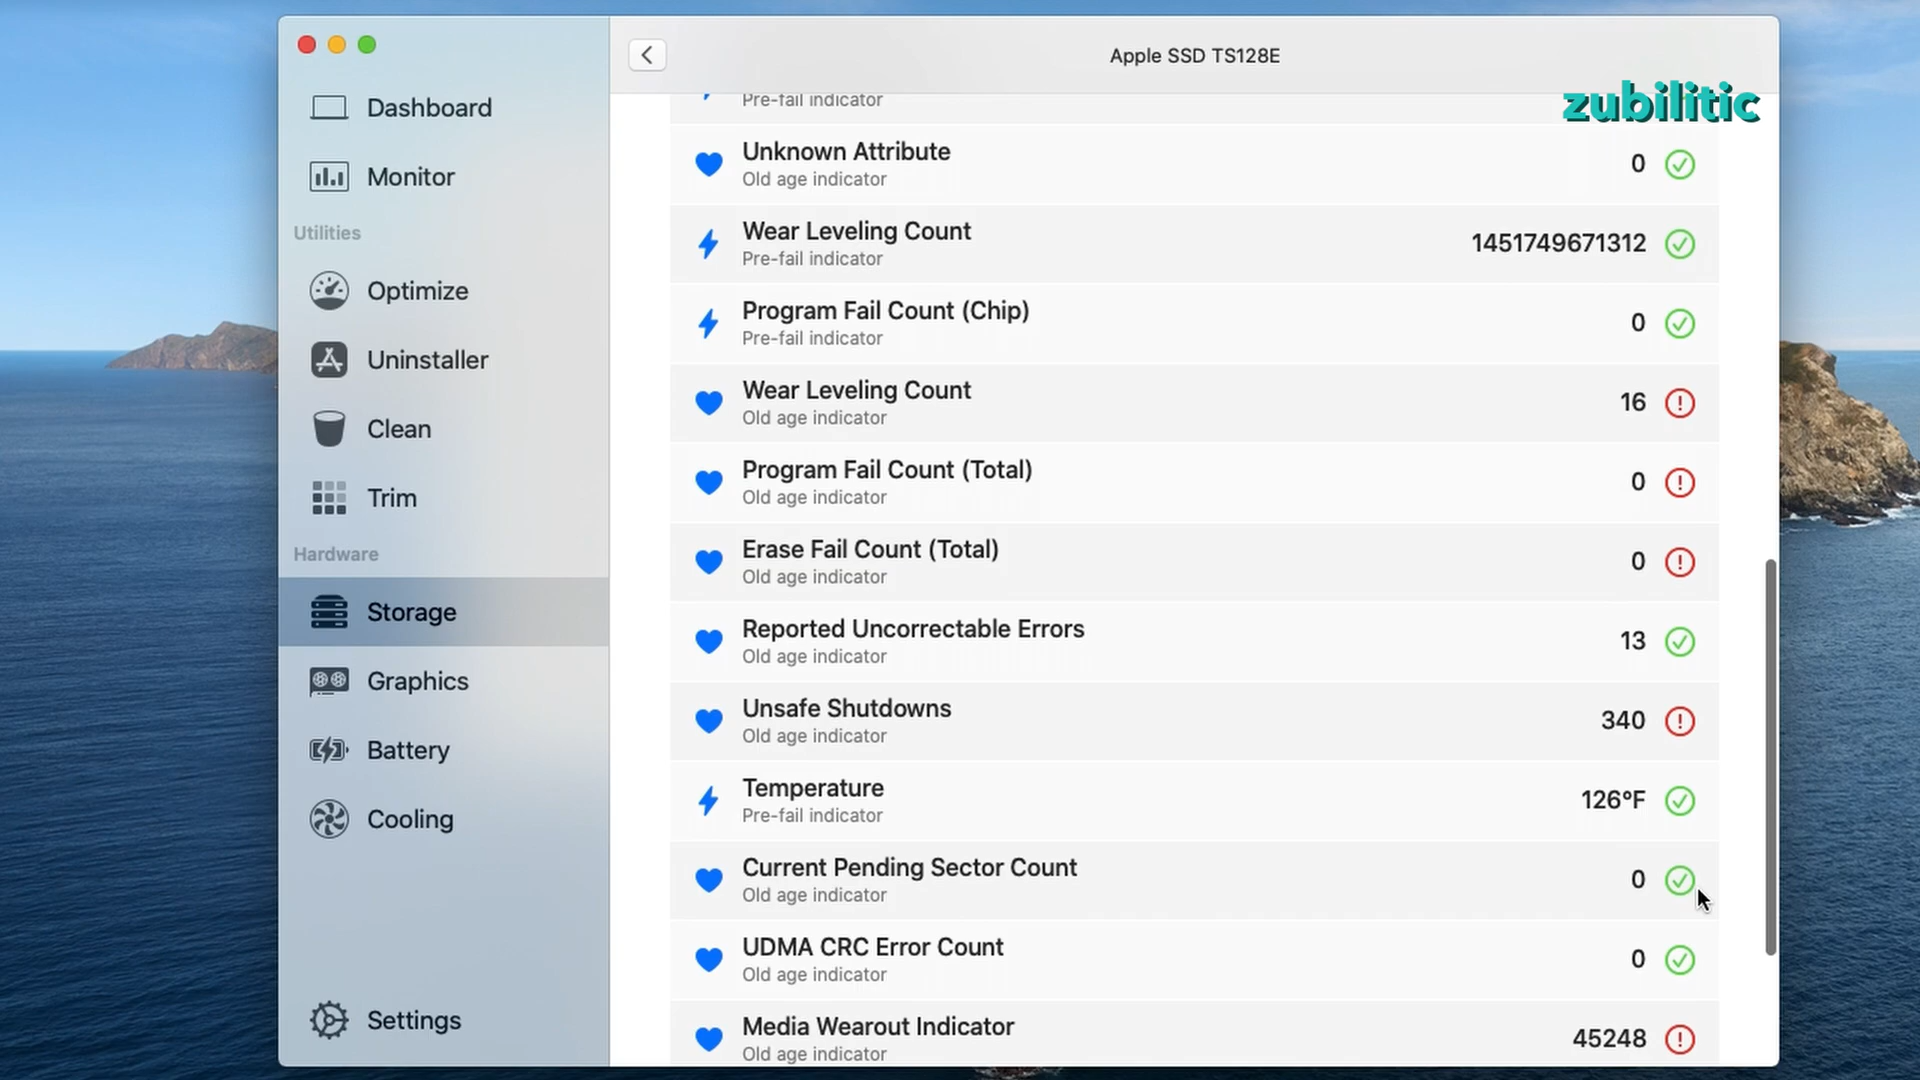 Apple SSD TS128E
zubilitic
Dashboard
Monitor
Utilities
Optimize
Uninstaller
Clean
Trim
Hardware
Storage
Graphics
Battery
Cooling
Settings
Pre-fail indicator
Unknown Attribute
Old age indicator
0
Wear Leveling Count
Pre-fail indicator
1451749671312
Program Fail Count (Chip)
Pre-fail indicator
0
Wear Leveling Count
Old age indicator
16
Program Fail Count (Total)
Old age indicator
0
Erase Fail Count (Total)
Old age indicator
0
Reported Uncorrectable Errors
Old age indicator
13
Unsafe Shutdowns
Old age indicator
340
Temperature
Pre-fail indicator
126°F
Current Pending Sector Count
Old age indicator
0
UDMA CRC Error Count
Old age indicator
0
Media Wearout Indicator
Old age indicator
45248